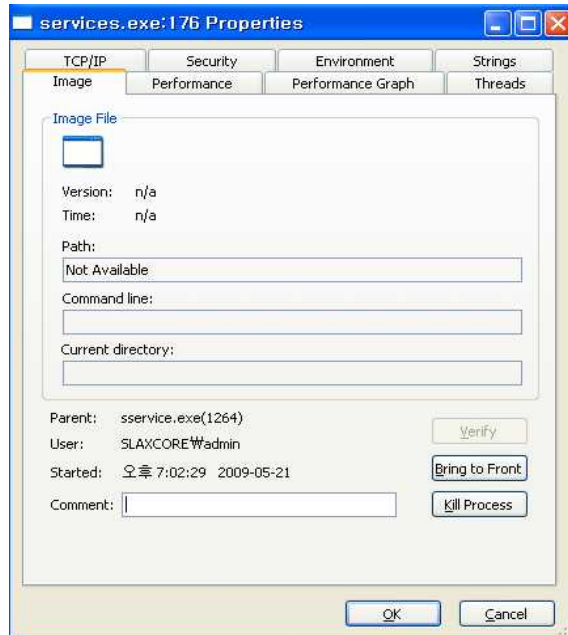 services.exe:176 Properties
TCP/IP Security Environment Strings
Image Performance Performance Graph Threads
Image File
Version: n/a
Time: n/a
Path:
Not Available
Command line:
Current directory:
Parent: sservice.exe(1264)
User: SLAXCORE₩admin
Verify
Started: 오후 7:02:29 2009-05-21
Bring to Front
Comment:
Kill Process
OK Cancel